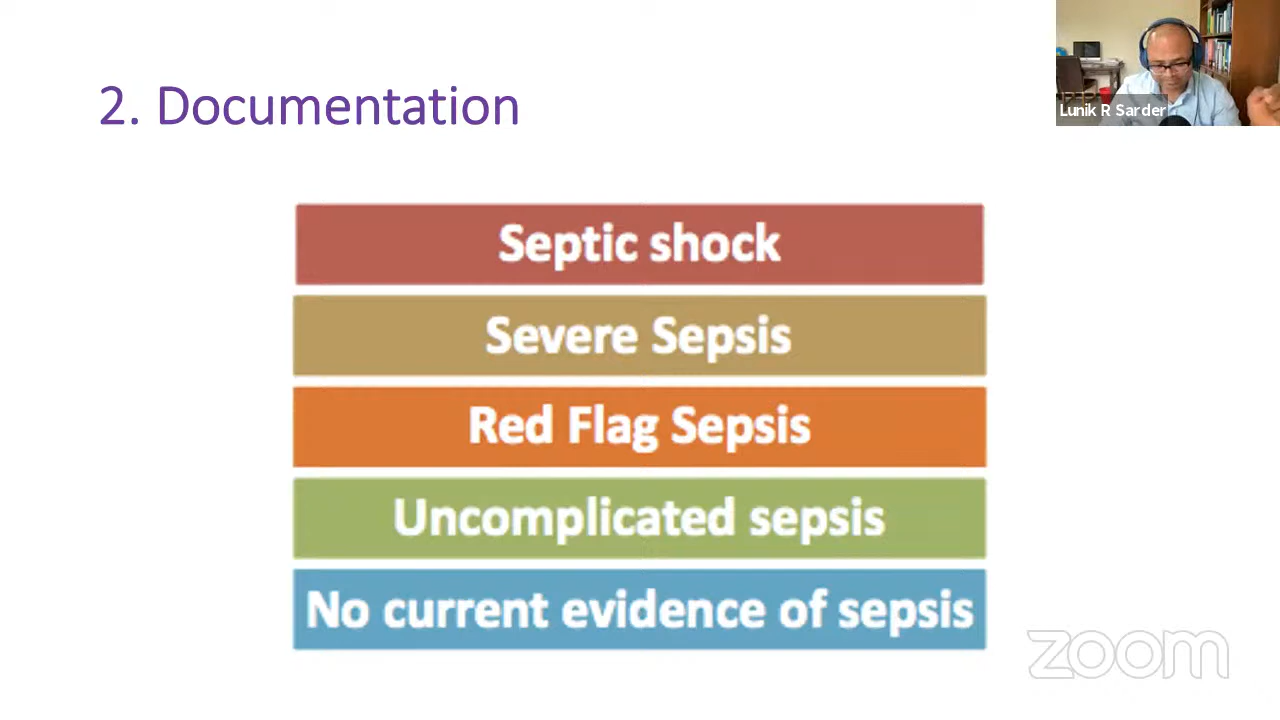 2. Documentation
Lunik R Sarder
Septic shock
Severe Sepsis
Red Flag Sepsis
Uncomplicated sepsis
No current evidence of sepsis
zoom